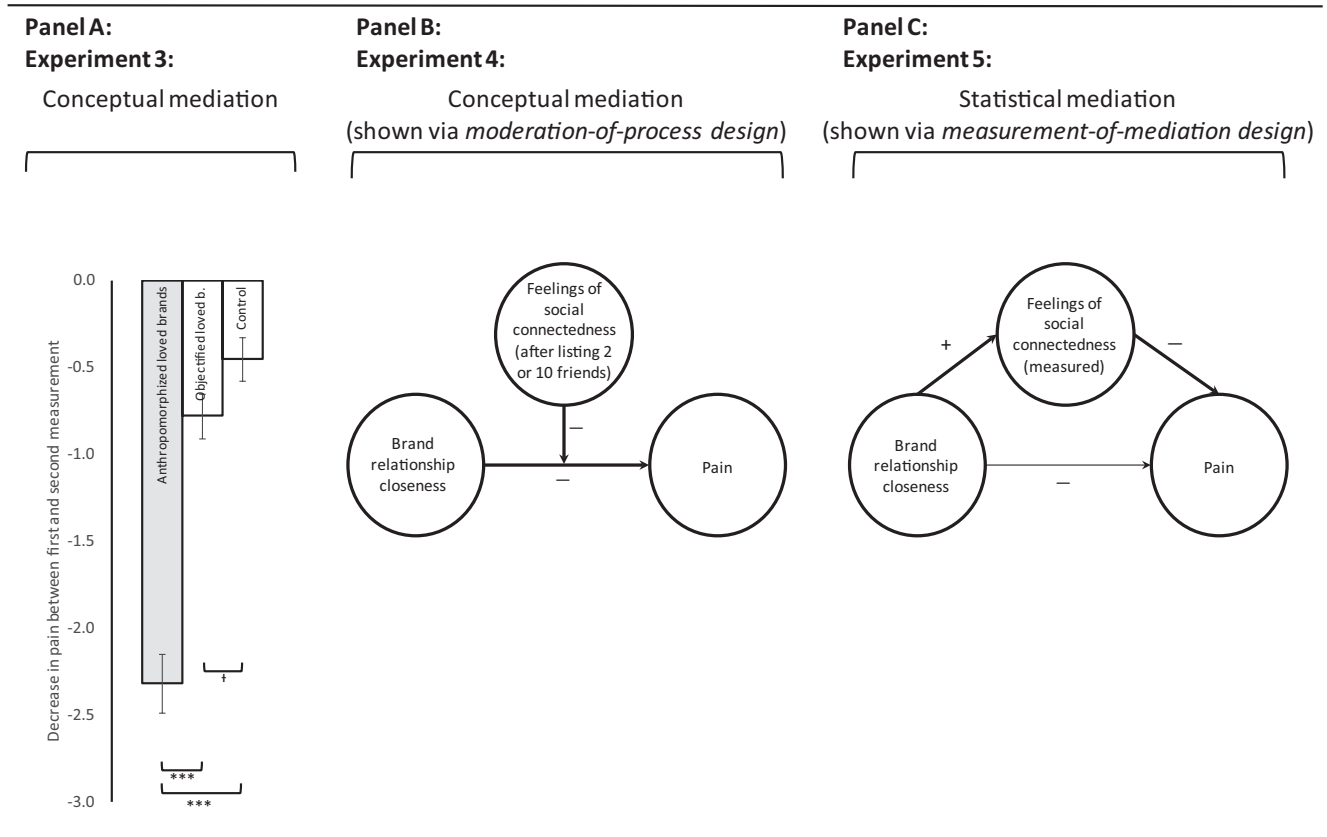 Panel A:
Experiment 3:
Conceptual mediation
Panel B:
Experiment 4:
Conceptual mediation
(shown via moderation-of-process design)
Panel C:
Experiment 5:
Statistical mediation
(shown via measurement-of-mediation design)
Decrease in pain between first and second measurement
0.0
-0.5
-1.0
-1.5
-2.0
-2.5
-3.0
Anthropomorphized loved brands
Objectified loved b.
Control
†
***
***
Feelings of
social
connectedness
(after listing 2
or 10 friends)
—
Brand
relationship
closeness
—
Pain
Feelings of
social
connectedness
(measured)
+
—
Brand
relationship
closeness
—
Pain